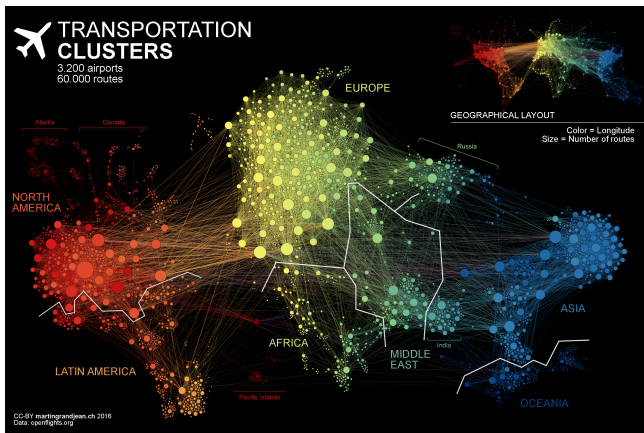 TRANSPORTATION
CLUSTERS
3.200 airports
60.000 routes
EUROPE
GEOGRAPHICAL LAYOUT
Color = Longitude
Size = Number of routes
Alaska
Canada
Russia
NORTH
AMERICA
ASIA
AFRICA
MIDDLE
EAST
India
LATIN AMERICA
Pacific islands
OCEANIA
CC-BY martingrandjean.ch 2016
Data: openflights.org